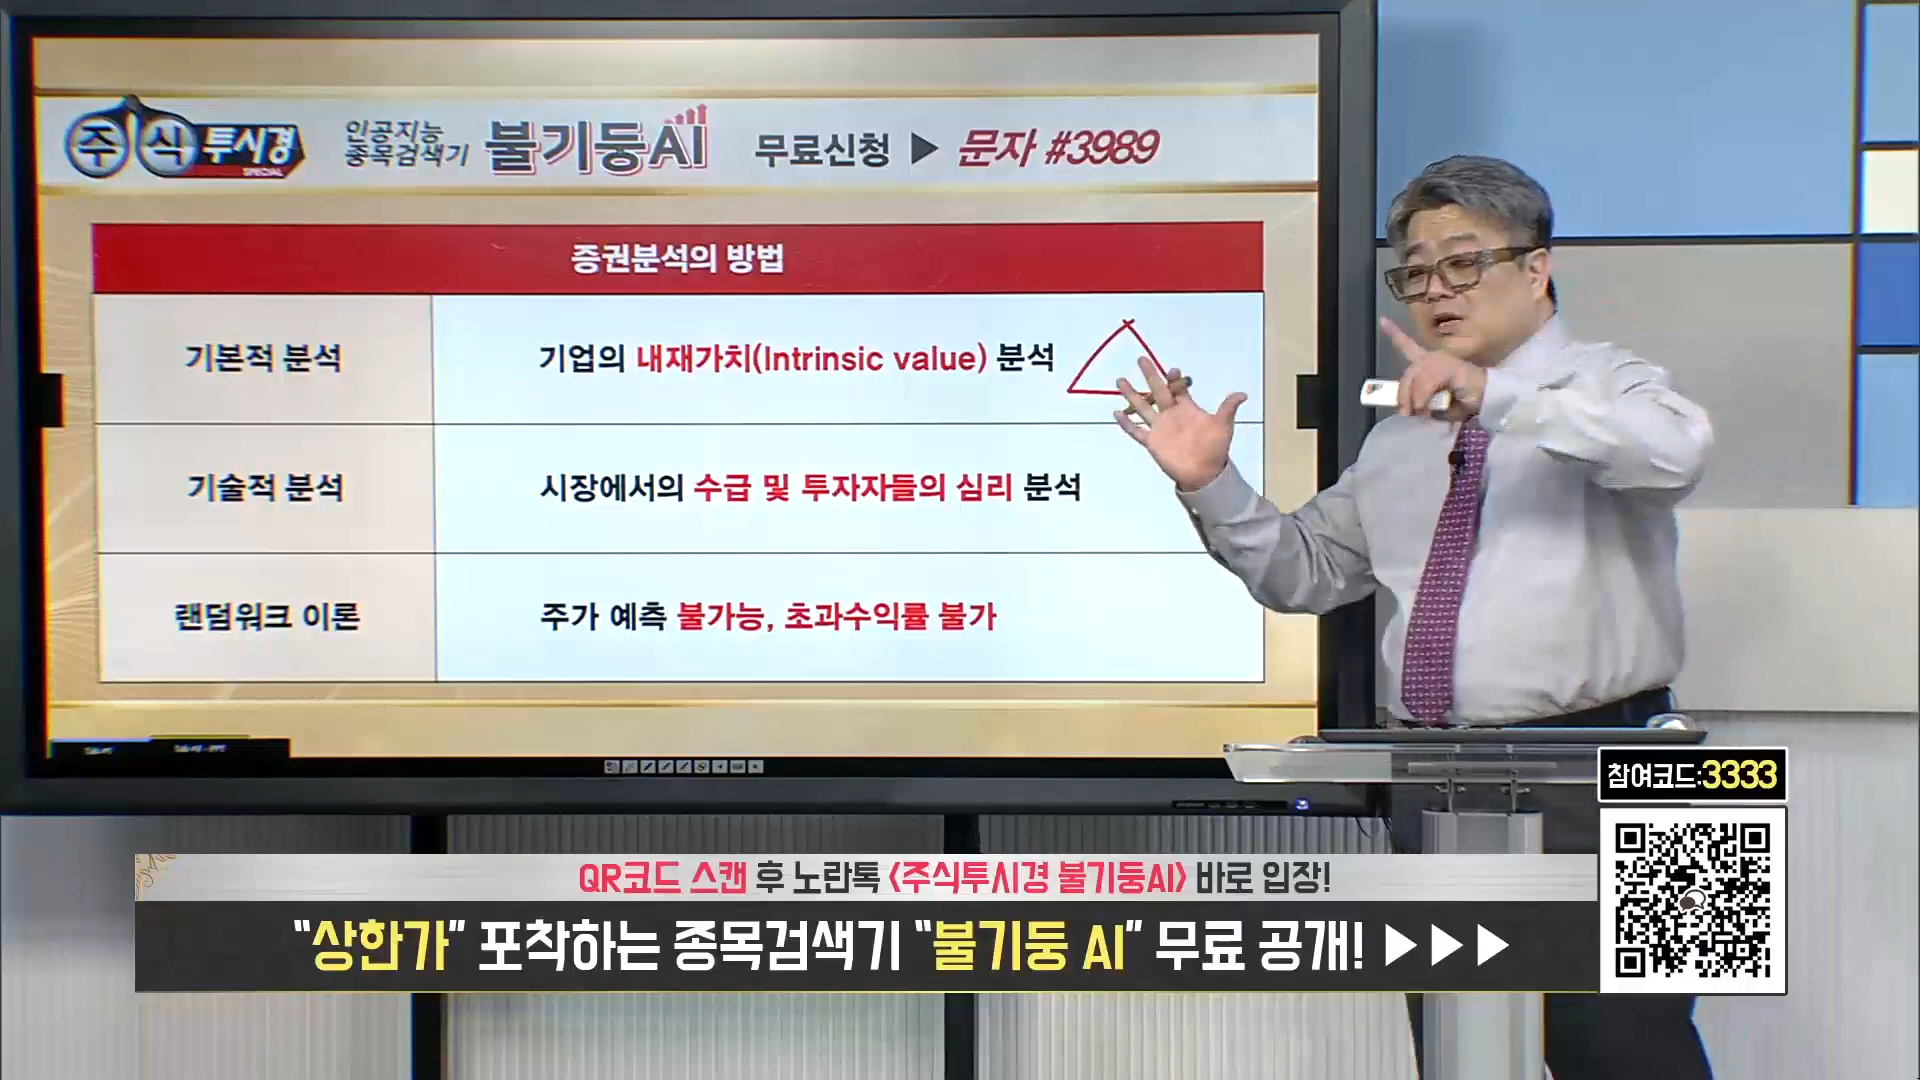 주식투시경
SPECIAL
인공지능
종목검색기
불기둥AI
무료신청 ▶ 문자 #3989
증권분석의 방법
기본적 분석
기업의 내재가치(Intrinsic value) 분석
기술적 분석
시장에서의 수급 및 투자자들의 심리 분석
랜덤워크 이론
주가 예측 불가능, 초과수익률 불가
참여코드:3333
QR코드 스캔 후 노란톡 <주식투시경 불기둥AI> 바로 입장!
"상한가" 포착하는 종목검색기 "불기둥 AI" 무료 공개! ▶▶▶